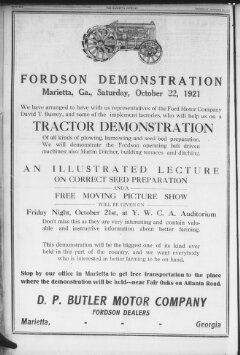 FORDSON DEMONSTRATION
Marietta, Ga., Saturday, October 22, 1921
We have arranged to have with us representatives of the Ford Motor Company
David T. Bussey, and some of the implement factories, who will help us on a
TRACTOR DEMONSTRATION
Of all kinds of plowing, harrowing and seed bed preparation.
We will demonstrate the Fordson operating belt driven
machines also Martin Ditcher, building terraces and ditching.
AN ILLUSTRATED LECTURE
ON CORRECT SEED PREPARATION
AND A
FREE MOVING PICTURE SHOW
WILL BE GIVEN ON
Friday Night, October 21st, at Y. W. C. A. Auditorium
Don't miss this as they are very interesting and contain valu-
able and instructive information about better farming.
This demonstration will be the biggest one of its kind ever
held in this part of the country, and we want everybody
who is interested in better farming to be on hand.
Stop by our office in Marietta to get free transportation to the place
where the demonstration will be held—near Fair Oaks on Atlanta Road.
D. P. BUTLER MOTOR COMPANY
FORDSON DEALERS
Marietta, - - - Georgia